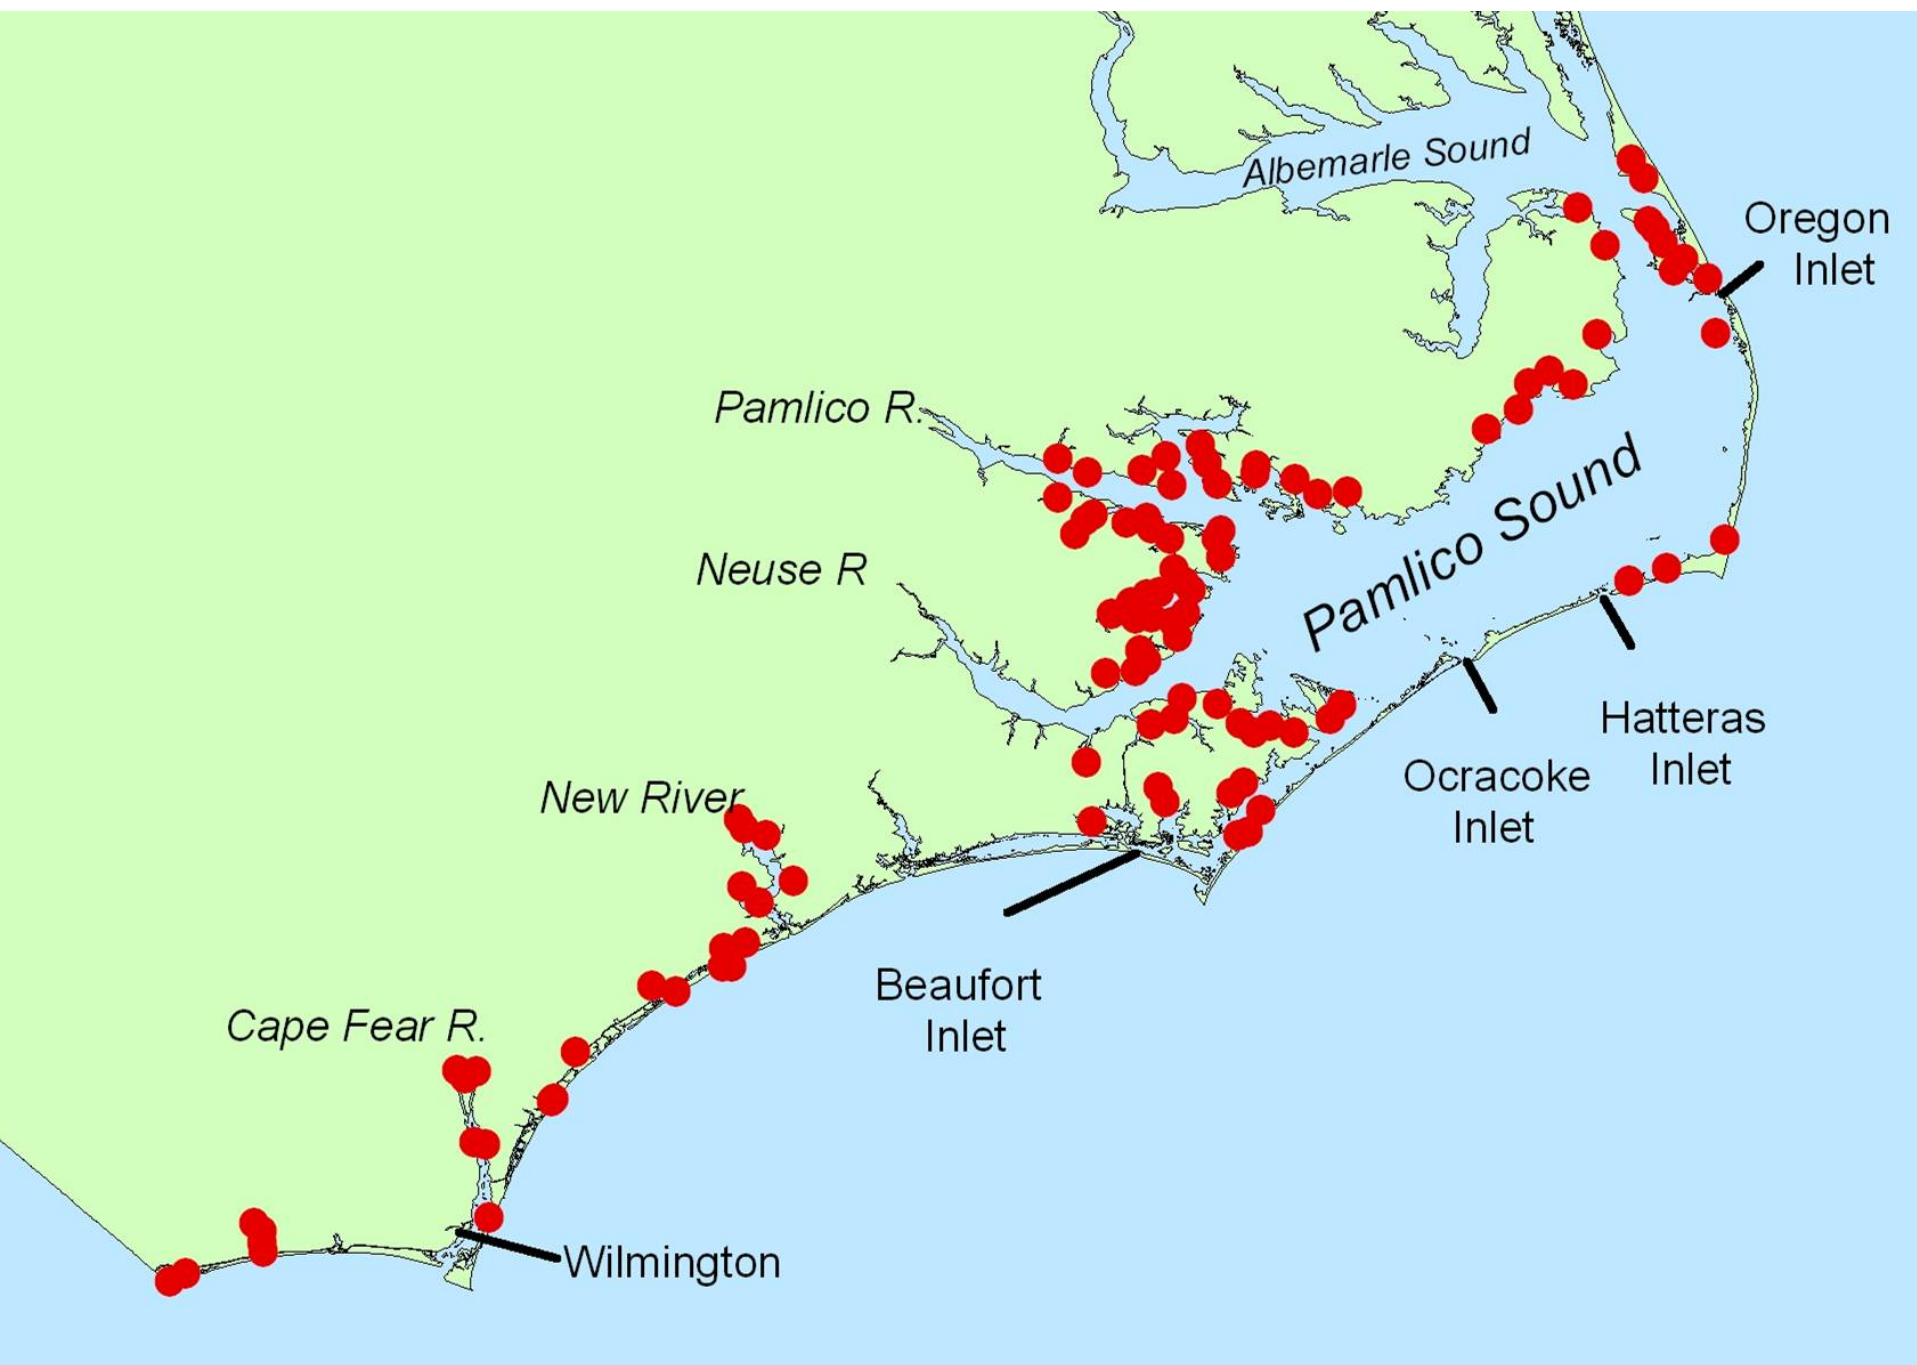 Albemarle Sound
Oregon
Inlet
Pamlico R.
Pamlico Sound
Neuse R
Hatteras
Inlet
Ocracoke
Inlet
New River
Beaufort
Inlet
Cape Fear R.
Wilmington